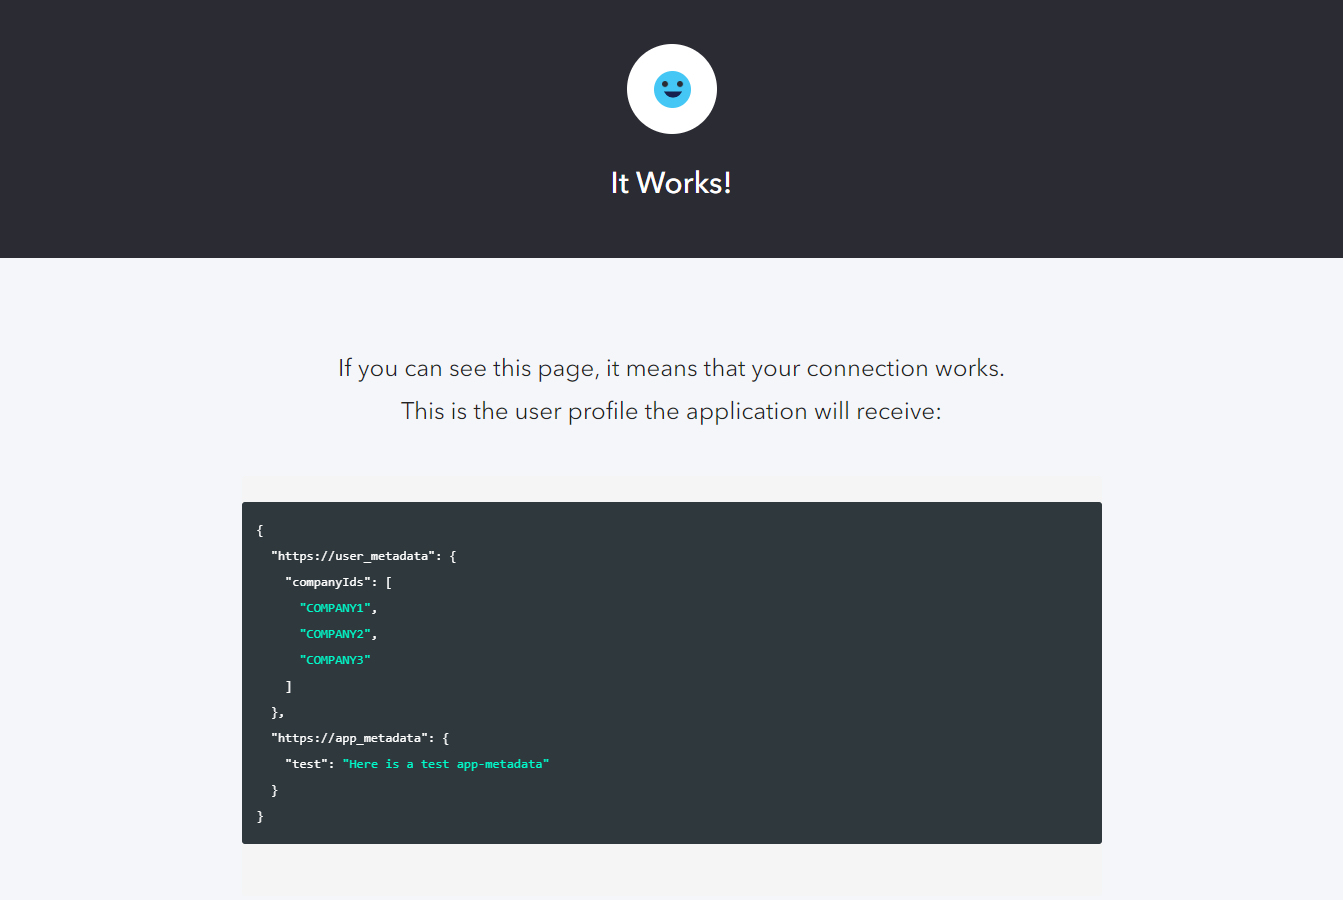 It Works!
If you can see this page, it means that your connection works.
This is the user profile the application will receive:
{
  "https://user_metadata": {
    "companyIds": [
      "COMPANY1",
      "COMPANY2",
      "COMPANY3"
    ]
  },
  "https://app_metadata": {
    "test": "Here is a test app-metadata"
  }
}